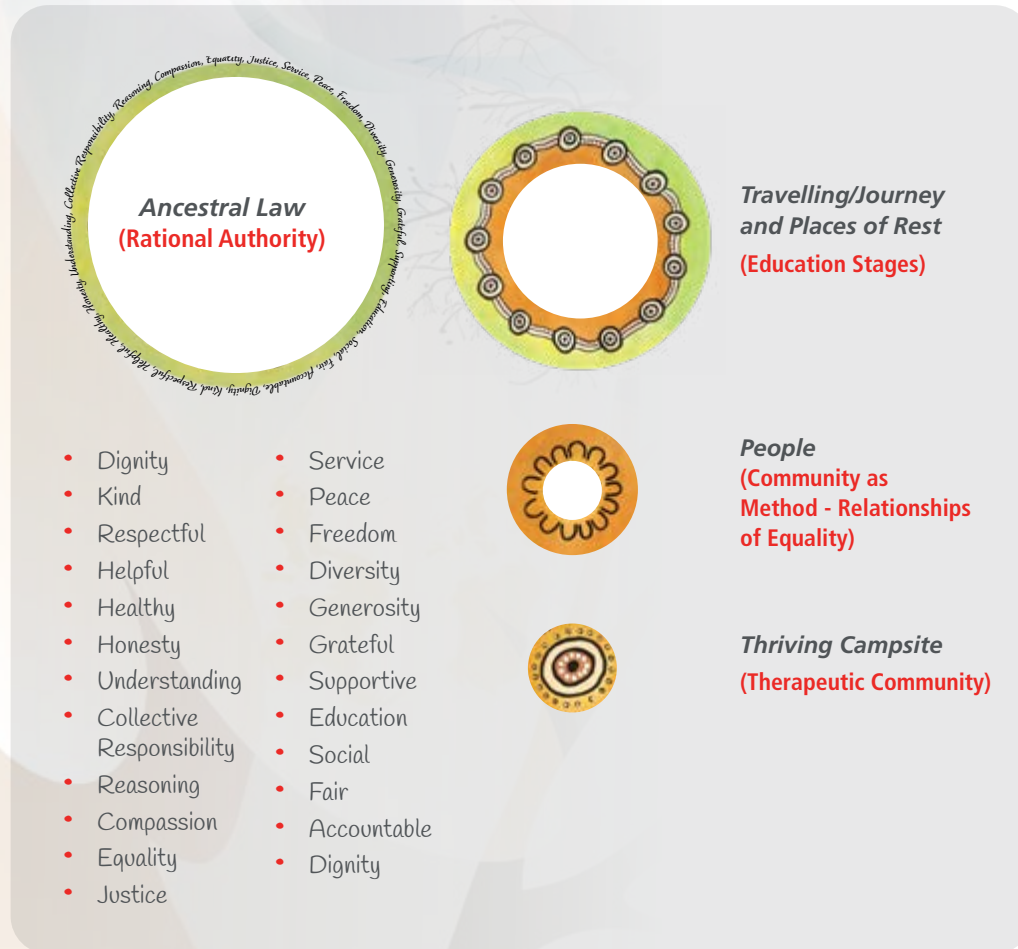 Compassion, Equality, Justice, Service, Peace, Freedom, Diversity, Generosity, Grateful, Supporting, Education, Social, Fair, Accountable, Dignity, Kind, Respectful, Helpful, Healthy, Honesty, Understanding, Collective Responsibility, Reasoning,
Ancestral Law
(Rational Authority)
Travelling/Journey
and Places of Rest
(Education Stages)
People
(Community as
Method - Relationships
of Equality)
Thriving Campsite
(Therapeutic Community)
• Dignity
• Kind
• Respectful
• Helpful
• Healthy
• Honesty
• Understanding
• Collective
Responsibility
• Reasoning
• Compassion
• Equality
• Justice
• Service
• Peace
• Freedom
• Diversity
• Generosity
• Grateful
• Supportive
• Education
• Social
• Fair
• Accountable
• Dignity